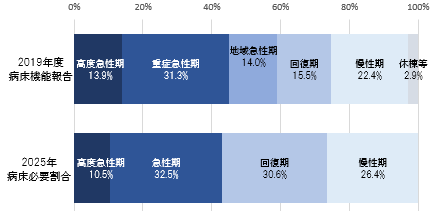 0% 20% 40% 60% 80% 100%
2019年度
病床機能報告
高度急性期
13.9%
重症急性期
31.3%
地域急性期
14.0%
回復期
15.5%
慢性期
22.4%
休棟等
2.9%
2025年
病床必要割合
高度急性期
10.5%
急性期
32.5%
回復期
30.6%
慢性期
26.4%